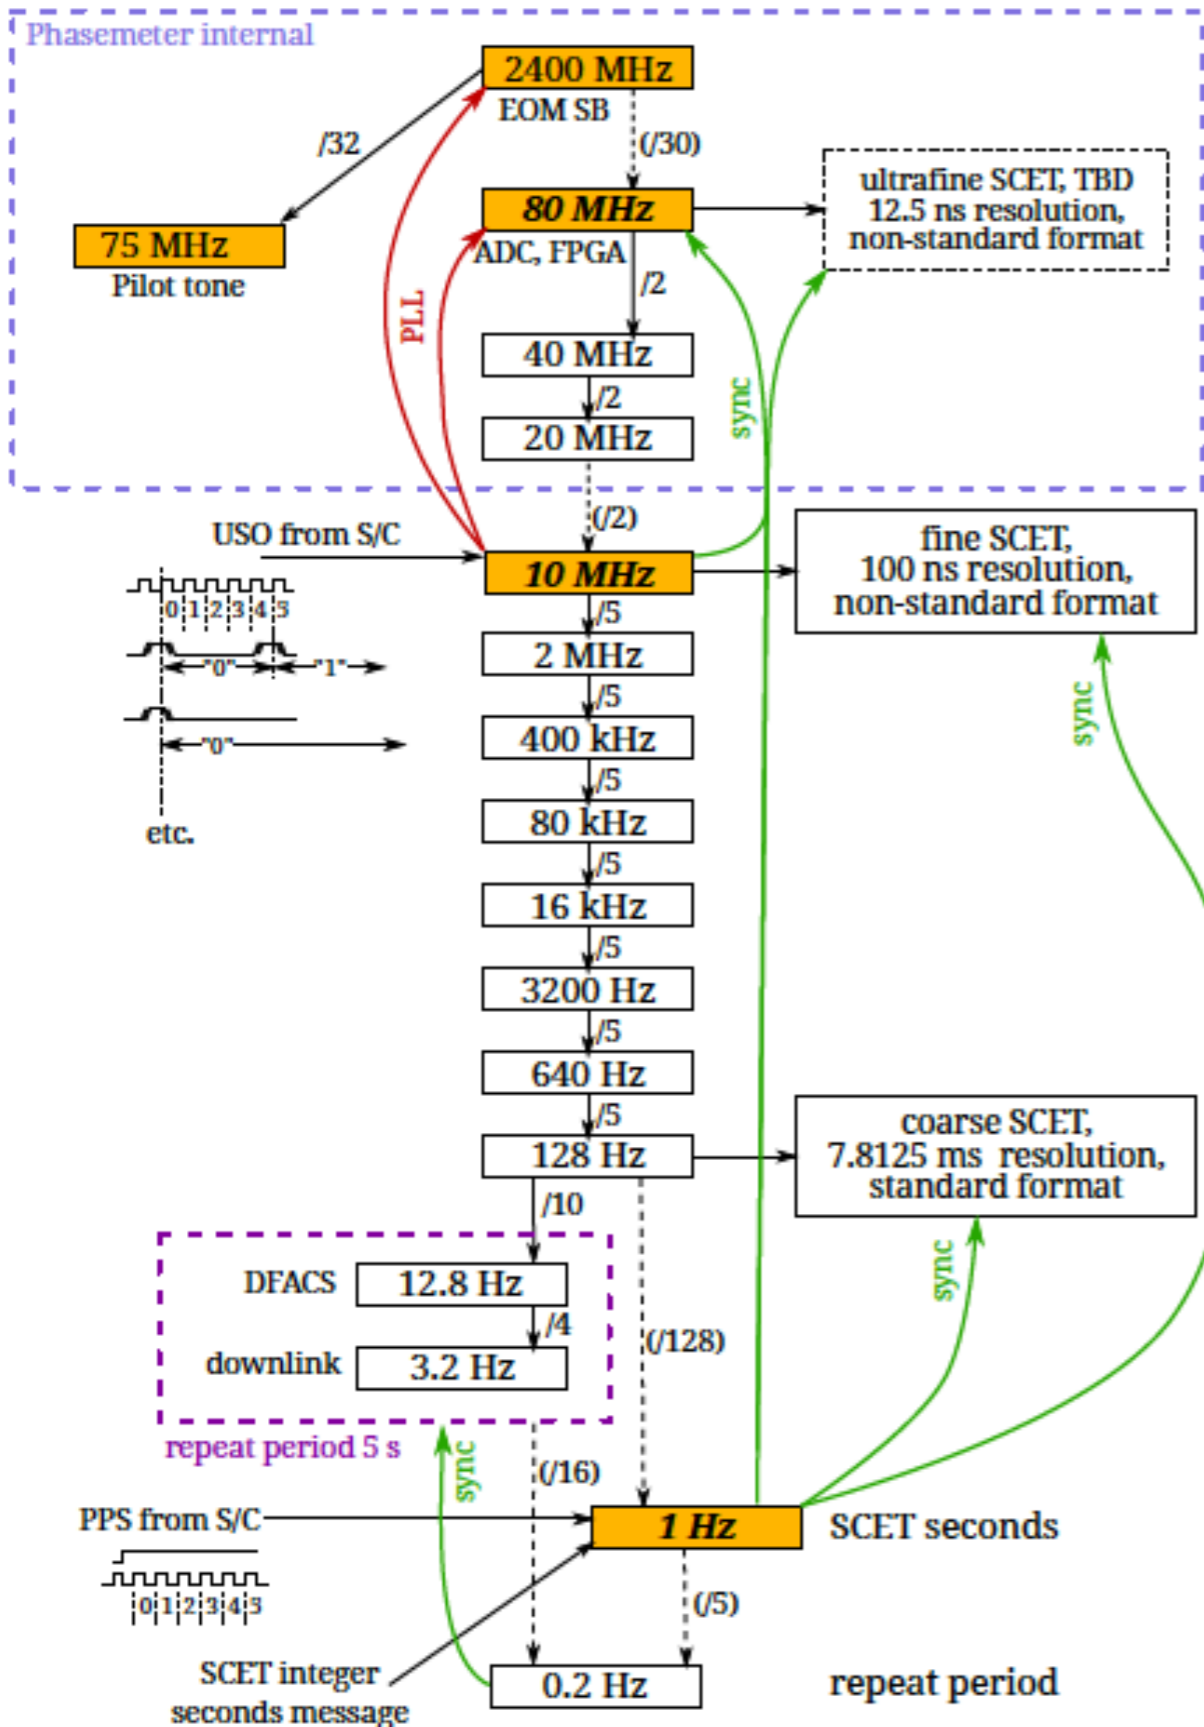 Phasemeter internal
2400 MHz
EOM SB
/32
(/30)
ultrafine SCET, TBD
12.5 ns resolution,
non-standard format
80 MHz
ADC, FPGA
75 MHz
Pilot tone
/2
PLL
40 MHz
/2
sync
20 MHz
(/2)
USO from S/C
fine SCET,
100 ns resolution,
non-standard format
10 MHz
0 1 2 3 4 5
/5
"0" "1"
2 MHz
/5
sync
400 kHz
"0"
/5
80 kHz
etc.
/5
16 kHz
/5
3200 Hz
/5
640 Hz
/5
coarse SCET,
7.8125 ms resolution,
standard format
128 Hz
/10
sync
DFACS
12.8 Hz
/4
(/128)
downlink
3.2 Hz
repeat period 5 s
sync
(/16)
PPS from S/C
1 Hz
SCET seconds
0 1 2 3 4 5
(/5)
SCET integer
seconds message
0.2 Hz
repeat period